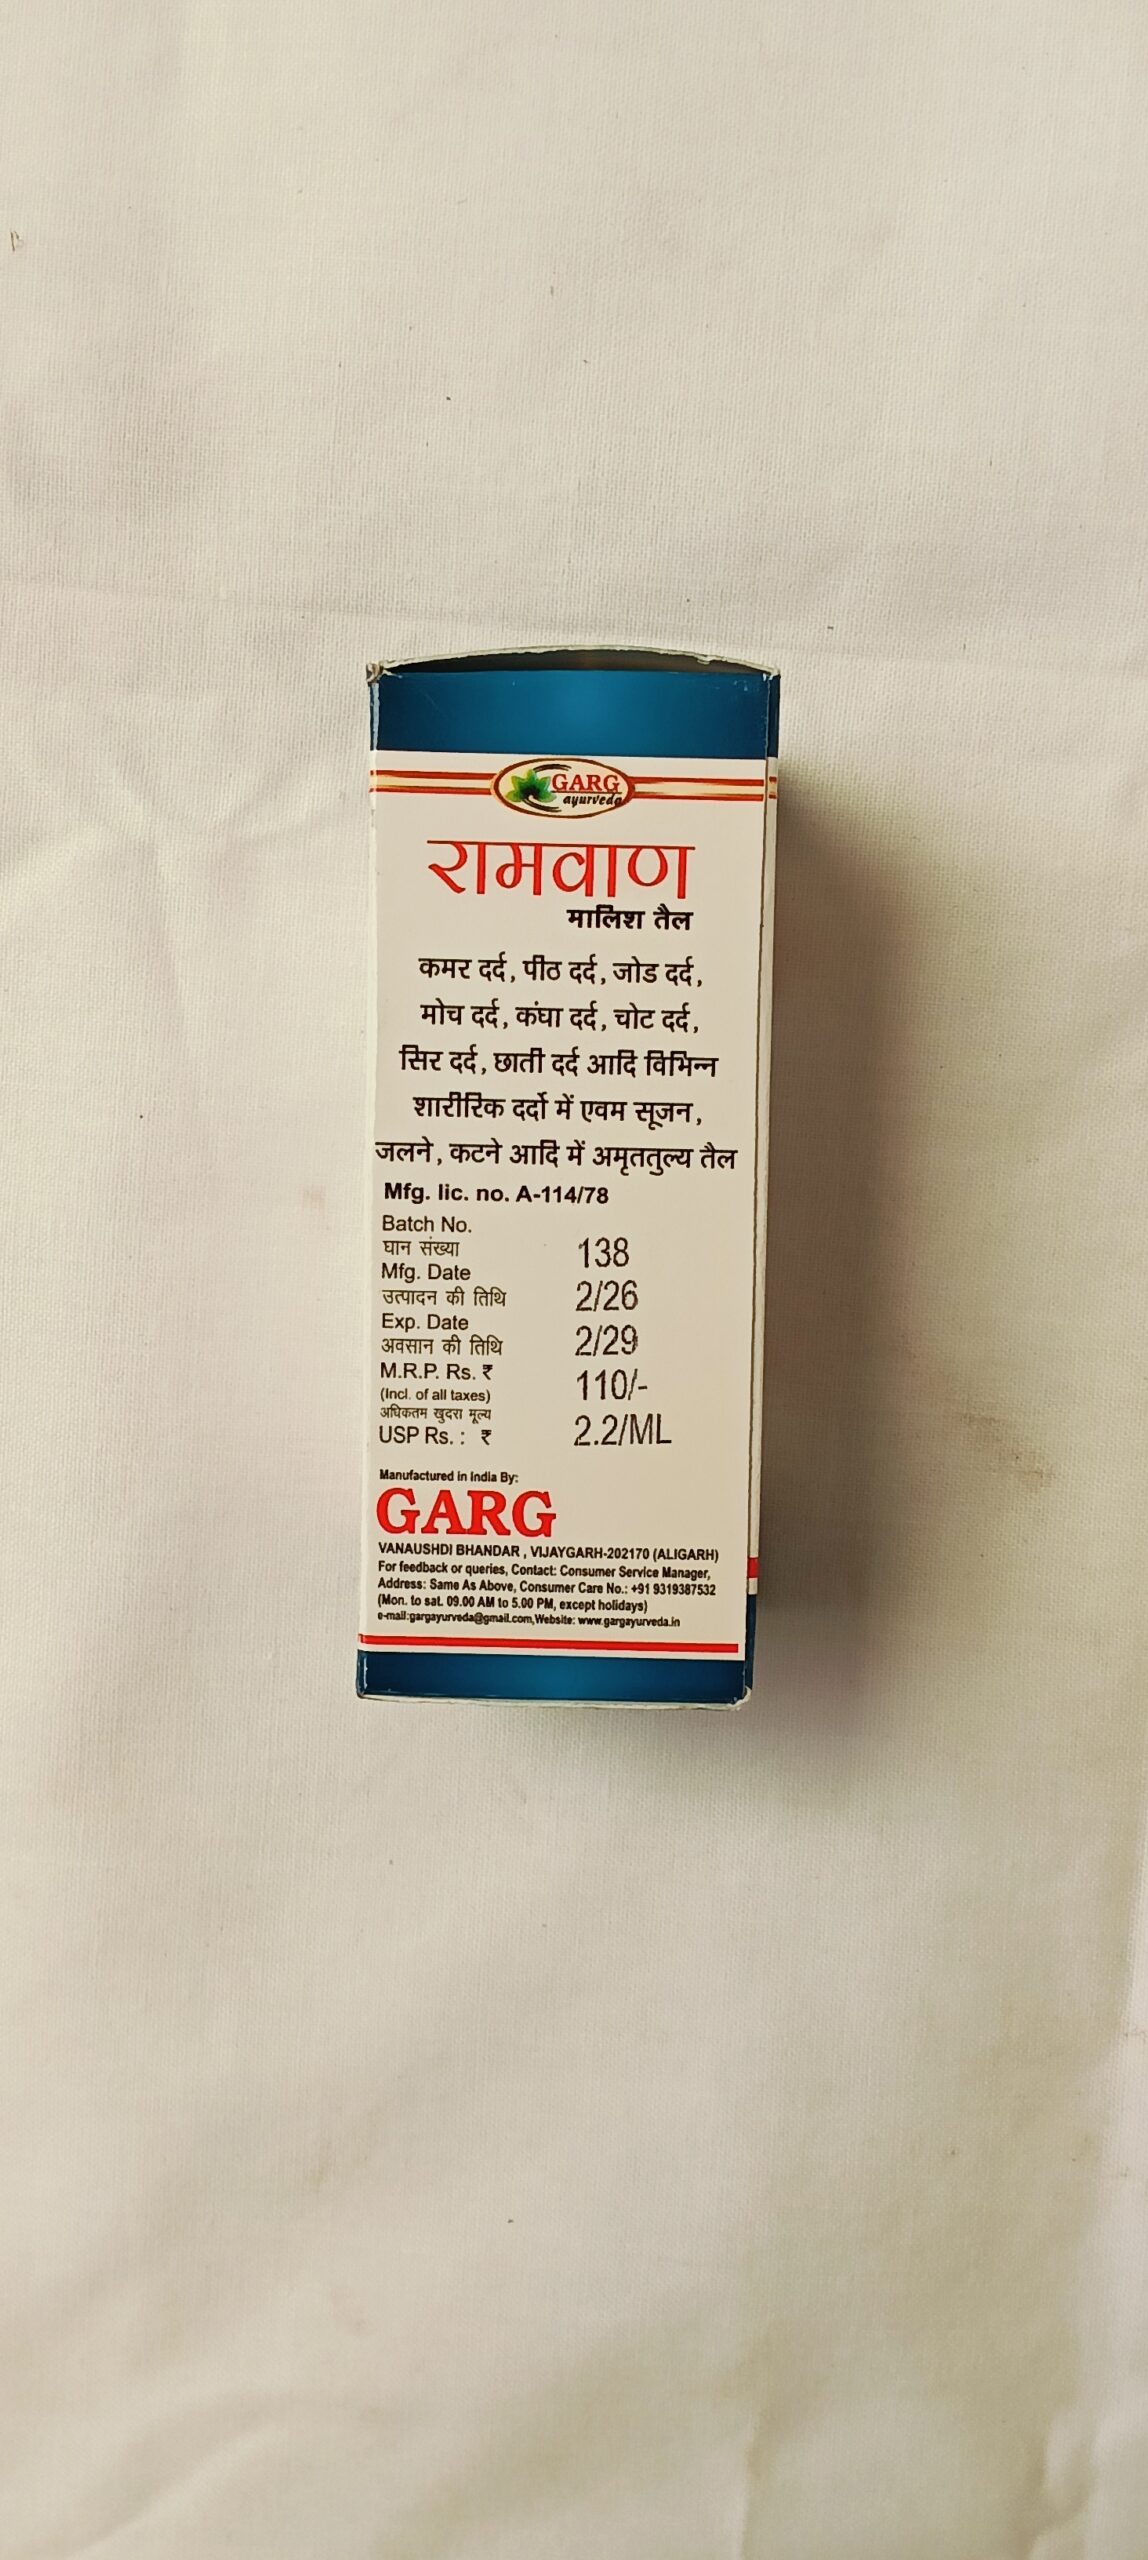 GARG
ayurveda
रामवाण
मालिश तैल
कमर दर्द, पीठ दर्द, जोड दर्द,
मोच दर्द, कंघा दर्द, चोट दर्द,
सिर दर्द, छाती दर्द आदि विभिन्न
शारीरिक दर्दो में एवम सूजन,
जलने, कटने आदि में अमृततुल्य तैल
Mfg. lic. no. A-114/78
Batch No.
घान संख्या 138
Mfg. Date
उत्पादन की तिथि 2/26
Exp. Date
अवसान की तिथि 2/29
M.R.P. Rs. ₹
(Incl. of all taxes) 110/-
अधिकतम खुदरा मूल्य
USP Rs. : ₹ 2.2/ML
Manufactured in India By:
GARG
VANAUSHDI BHANDAR , VIJAYGARH-202170 (ALIGARH)
For feedback or queries, Contact: Consumer Service Manager,
Address: Same As Above, Consumer Care No.: +91 9319387532
(Mon. to sat. 09.00 AM to 5.00 PM, except holidays)
e-mail:gargayurveda@gmail.com,Website: www.gargayurveda.in